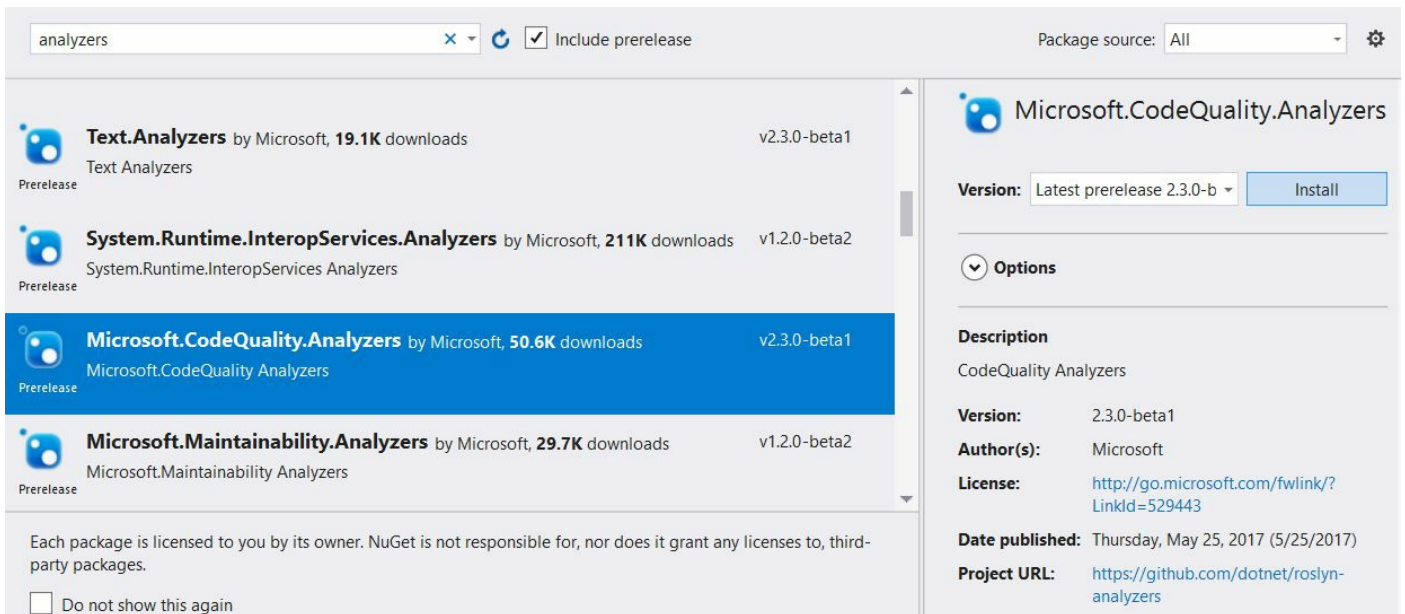 analyzers
Include prerelease
Package source: All
Text.Analyzers by Microsoft, 19.1K downloads v2.3.0-beta1
Text Analyzers
Prerelease
System.Runtime.InteropServices.Analyzers by Microsoft, 211K downloads v1.2.0-beta2
System.Runtime.InteropServices Analyzers
Prerelease
Microsoft.CodeQuality.Analyzers by Microsoft, 50.6K downloads v2.3.0-beta1
Microsoft.CodeQuality Analyzers
Prerelease
Microsoft.Maintainability.Analyzers by Microsoft, 29.7K downloads v1.2.0-beta2
Microsoft.Maintainability Analyzers
Prerelease
Each package is licensed to you by its owner. NuGet is not responsible for, nor does it grant any licenses to, third-
party packages.
Do not show this again
Microsoft.CodeQuality.Analyzers
Version: Latest prerelease 2.3.0-b Install
Options
Description
CodeQuality Analyzers
Version: 2.3.0-beta1
Author(s): Microsoft
License: http://go.microsoft.com/fwlink/?
LinkId=529443
Date published: Thursday, May 25, 2017 (5/25/2017)
Project URL: https://github.com/dotnet/roslyn-
analyzers